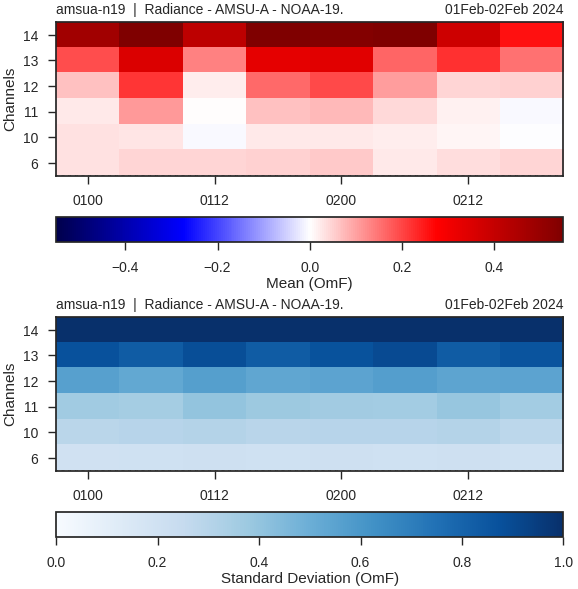 amsua-n19 | Radiance - AMSU-A - NOAA-19. 01Feb-02Feb 2024
14
13
12
11
10
6
Channels
0100 0112 0200 0212
−0.4 −0.2 0.0 0.2 0.4
Mean (OmF)
amsua-n19 | Radiance - AMSU-A - NOAA-19. 01Feb-02Feb 2024
14
13
12
11
10
6
Channels
0100 0112 0200 0212
0.0 0.2 0.4 0.6 0.8 1.0
Standard Deviation (OmF)